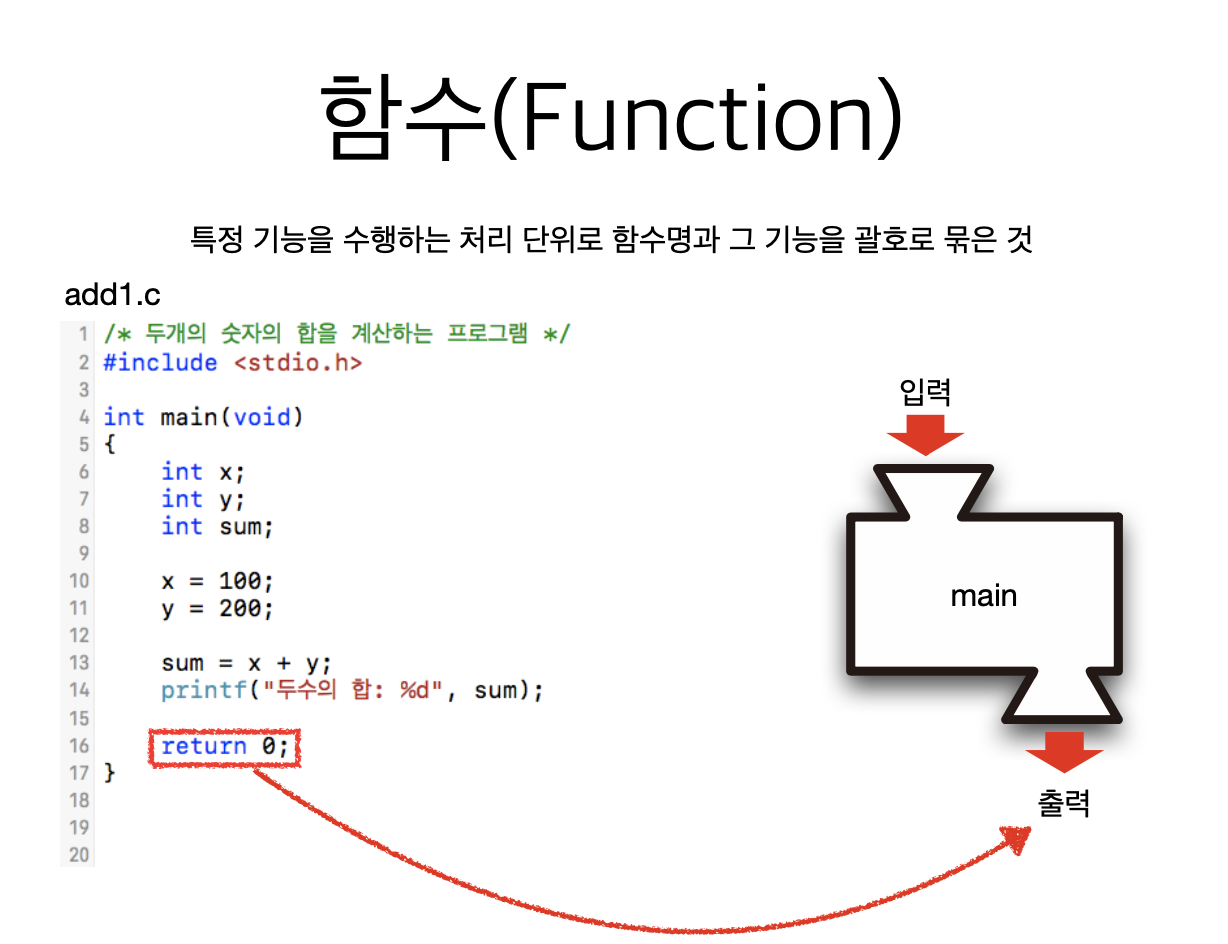 함수(Function)
특정 기능을 수행하는 처리 단위로 함수명과 그 기능을 괄호로 묶은 것
add1.c
1 /* 두개의 숫자의 합을 계산하는 프로그램 */
2 #include <stdio.h>
3
4 int main(void)
5 {
6     int x;
7     int y;
8     int sum;
9
10     x = 100;
11     y = 200;
12
13     sum = x + y;
14     printf("두수의 합: %d", sum);
15
16     return 0;
17 }
18
19
20
입력
main
출력